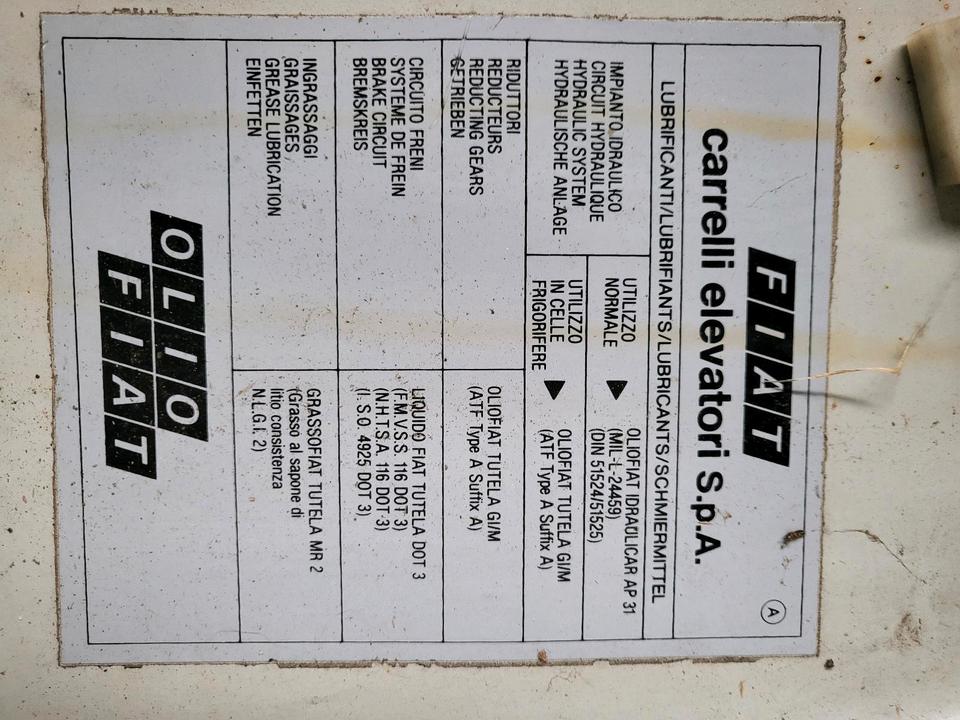 FIAT
carrelli elevatori S.p.A.
A
LUBRIFICANTI/LUBRIFIANTS/LUBRICANTS/SCHMIERMITTEL
IMPIANTO IDRAULICO
CIRCUIT HYDRAULIQUE
HYDRAULIC SYSTEM
HYDRAULISCHE ANLAGE
UTILIZZO
NORMALE
OLIOFIAT IDRAULICAR AP 31
(MIL-L-24459)
(DIN 51524/51525)
UTILIZZO
IN CELLE
FRIGORIFERE
OLIOFIAT TUTELA GI/M
(ATF Type A Suffix A)
RIDUTTORI
REDUCTEURS
REDUCTING GEARS
GETRIEBEN
OLIOFIAT TUTELA GI/M
(ATF Type A Suffix A)
CIRCUITO FRENI
SYSTEME DE FREIN
BRAKE CIRCUIT
BREMSKREIS
LIQUIDO FIAT TUTELA DOT 3
(F.M.V.S.S. 116 DOT 3)
(N.H.T.S.A. 116 DOT 3)
(I. S.O. 4925 DOT 3)
INGRASSAGGI
GRAISSAGES
GREASE LUBRICATION
EINFETTEN
GRASSOFIAT TUTELA MR 2
(Grasso al sapone di
litio consistenza
N.L.G.I. 2)
OLIO
FIAT